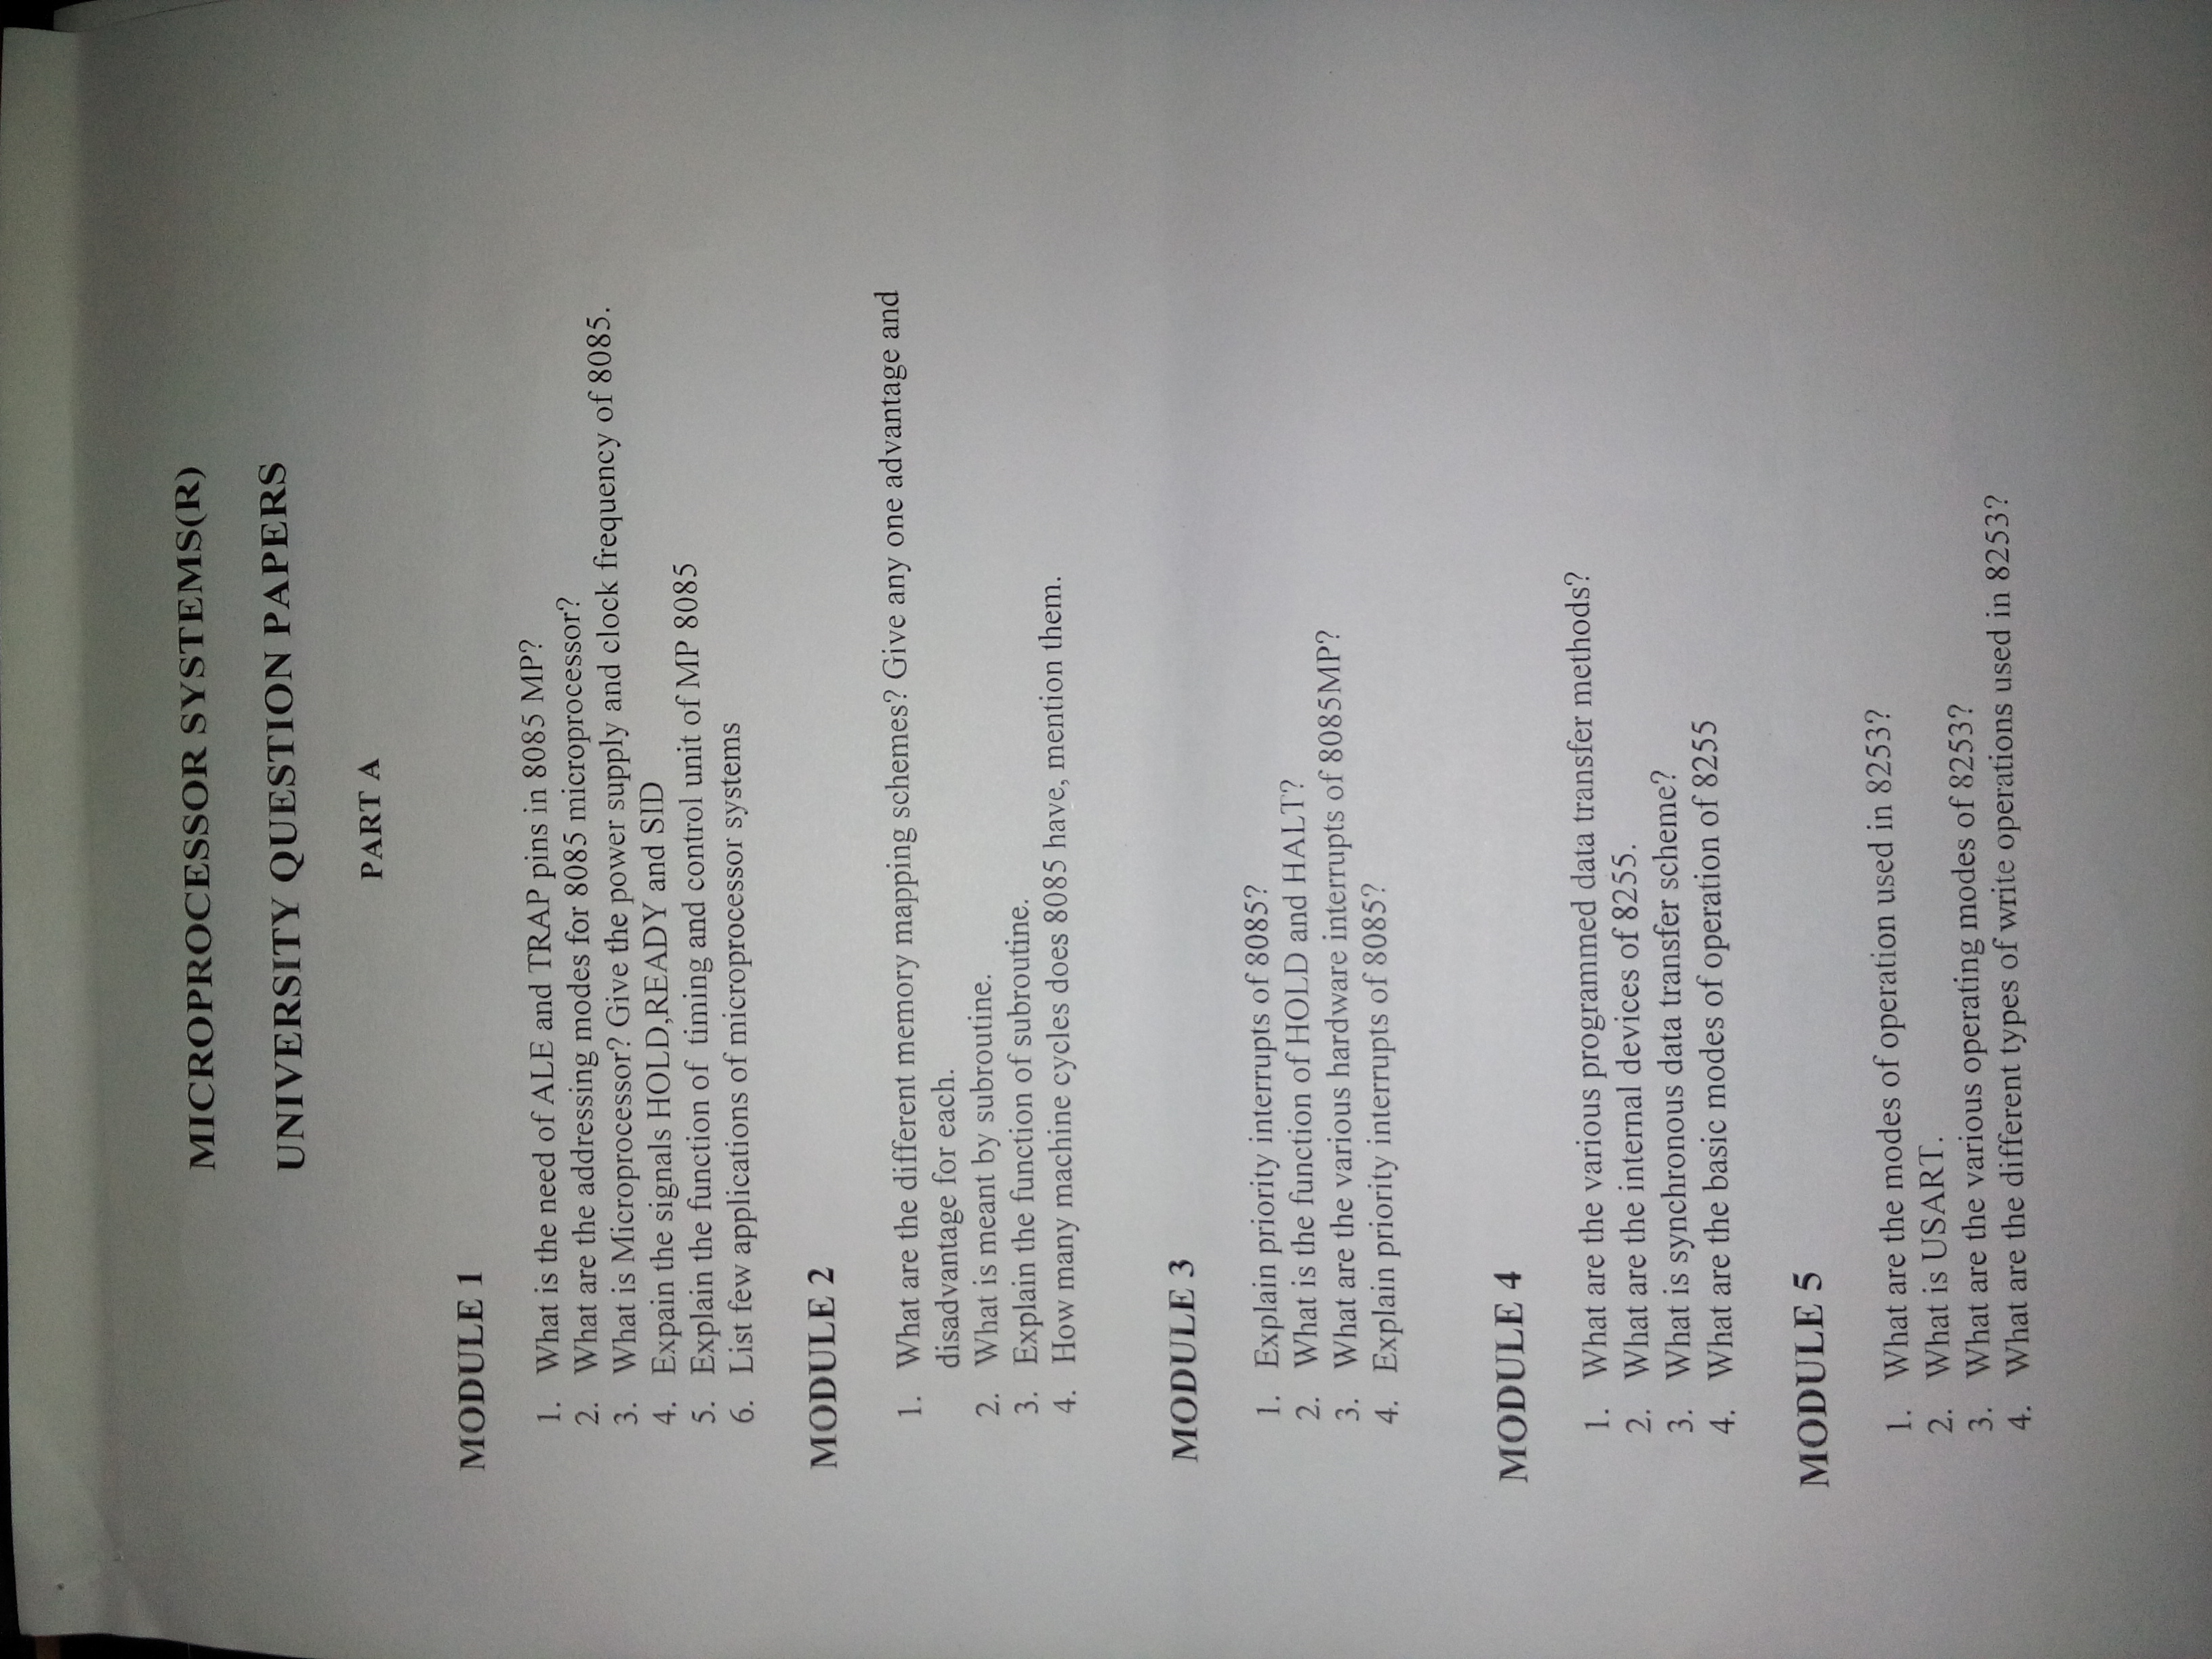 MICROPROCESSOR SYSTEMS(R)
UNIVERSITY QUESTION PAPERS
PART A
MODULE 1
1. What is the need of ALE and TRAP pins in 8085 MP?
2. What are the addressing modes for 8085 microprocessor?
3. What is Microprocessor? Give the power supply and clock frequency of 8085.
4. Expain the signals HOLD,READY and SID
5. Explain the function of timing and control unit of MP 8085
6. List few applications of microprocessor systems
MODULE 2
1. What are the different memory mapping schemes? Give any one advantage and
disadvantage for each.
2. What is meant by subroutine.
3. Explain the function of subroutine.
4. How many machine cycles does 8085 have, mention them.
MODULE 3
1. Explain priority interrupts of 8085?
2. What is the function of HOLD and HALT?
3. What are the various hardware interrupts of 8085MP?
4. Explain priority interrupts of 8085?
MODULE 4
1. What are the various programmed data transfer methods?
2. What are the internal devices of 8255.
3. What is synchronous data transfer scheme?
4. What are the basic modes of operation of 8255
MODULE 5
1. What are the modes of operation used in 8253?
2. What is USART.
3. What are the various operating modes of 8253?
4. What are the different types of write operations used in 8253?